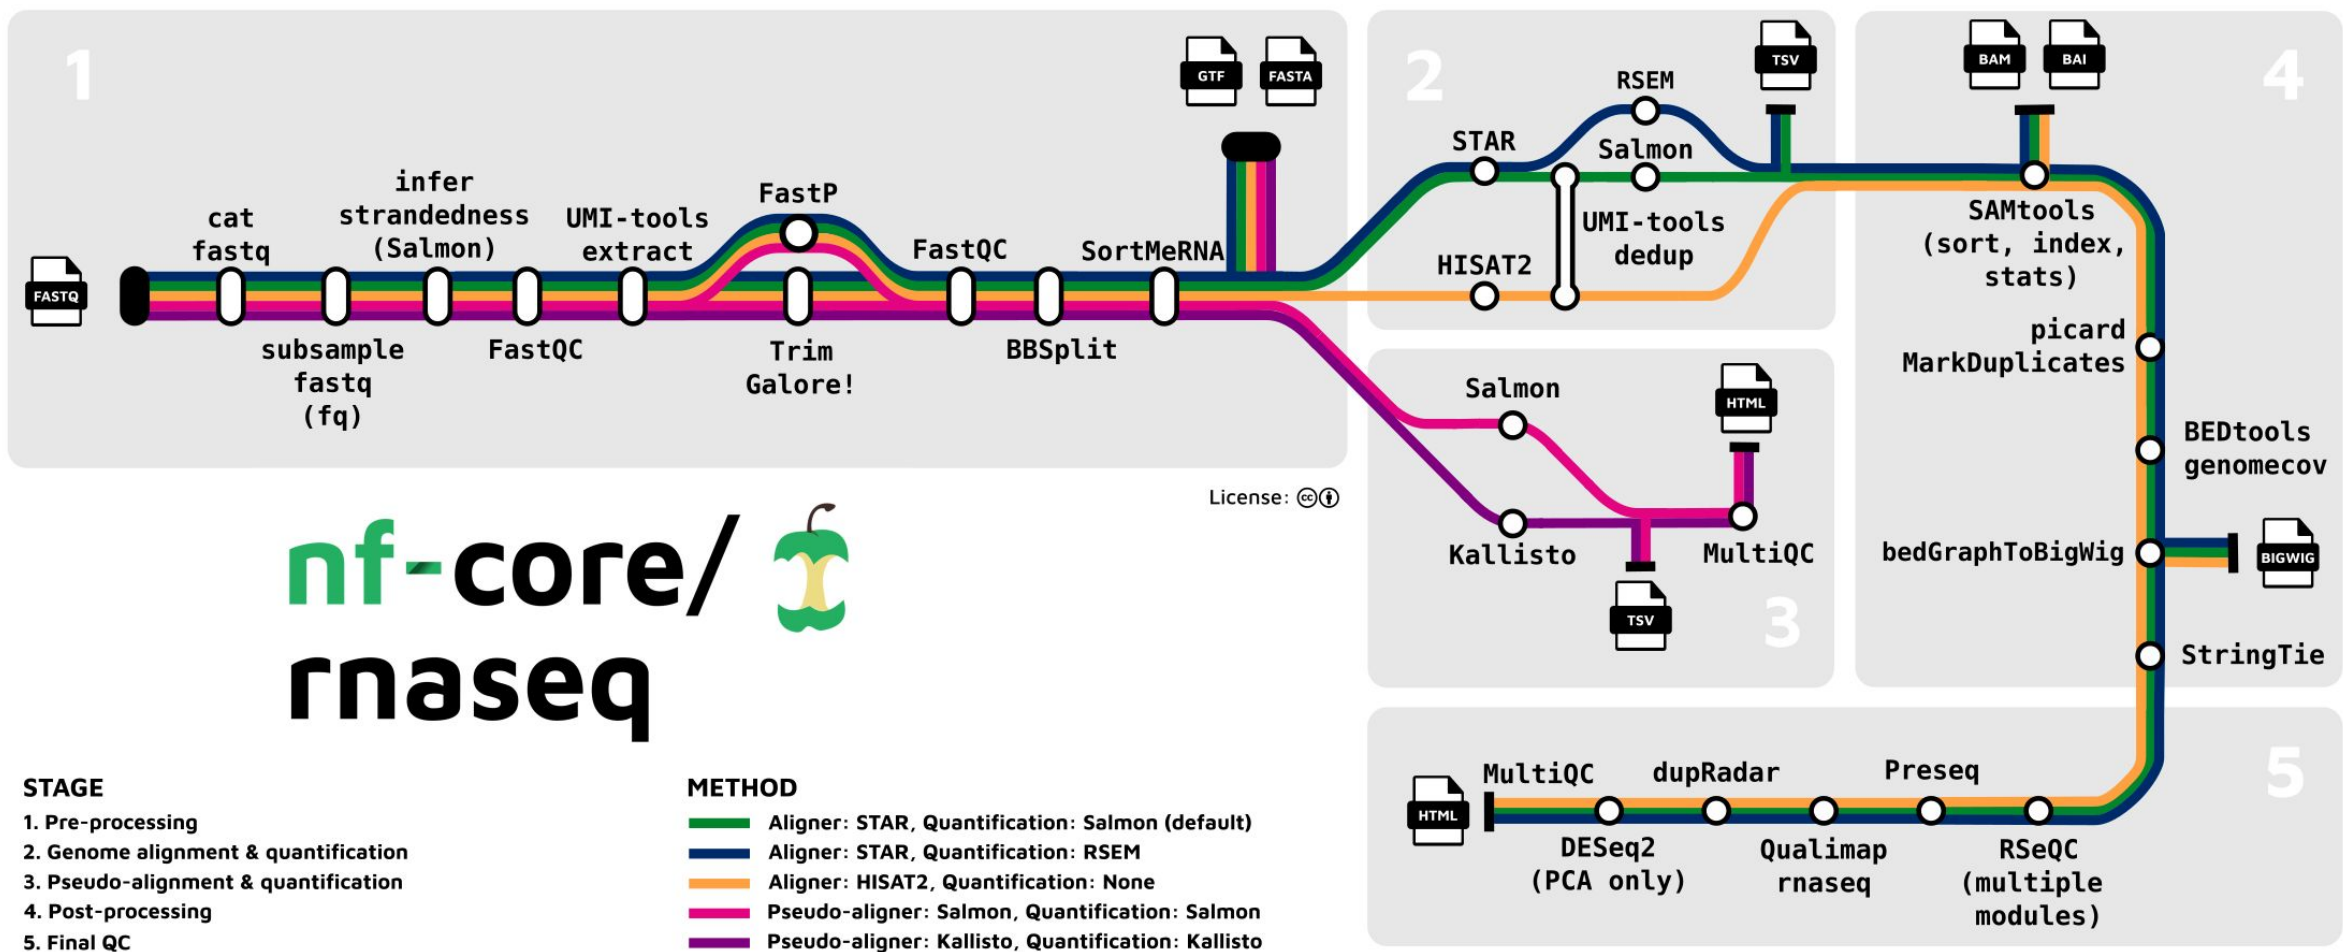 1
GTF
FASTA
FASTQ
cat
fastq
subsample
fastq
(fq)
infer
strandedness
(Salmon)
FastQC
UMI-tools
extract
FastP
Trim
Galore!
FastQC
BBSplit
SortMeRNA
2
STAR
RSEM
Salmon
HISAT2
UMI-tools
dedup
TSV
3
Salmon
Kallisto
TSV
MultiQC
HTML
4
BAM
BAI
SAMtools
(sort, index,
stats)
picard
MarkDuplicates
BEDtools
genomecov
bedGraphToBigWig
BIGWIG
StringTie
5
RSeQC
(multiple
modules)
Preseq
Qualimap
rnaseq
dupRadar
DESeq2
(PCA only)
MultiQC
HTML
License: cc
nf-core/
rnaseq
STAGE
1. Pre-processing
2. Genome alignment & quantification
3. Pseudo-alignment & quantification
4. Post-processing
5. Final QC
METHOD
Aligner: STAR, Quantification: Salmon (default)
Aligner: STAR, Quantification: RSEM
Aligner: HISAT2, Quantification: None
Pseudo-aligner: Salmon, Quantification: Salmon
Pseudo-aligner: Kallisto, Quantification: Kallisto